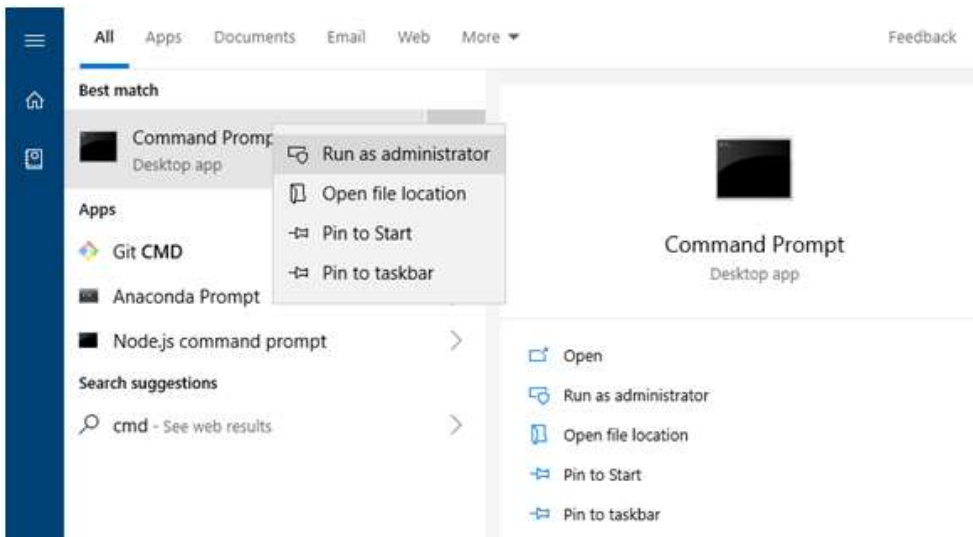 All Apps Documents Email Web More Feedback
Best match
Command Promp
Desktop app
Run as administrator
Open file location
Pin to Start
Pin to taskbar
Apps
Git CMD
Anaconda Prompt
Node.js command prompt
Search suggestions
cmd - See web results
Command Prompt
Desktop app
Open
Run as administrator
Open file location
Pin to Start
Pin to taskbar